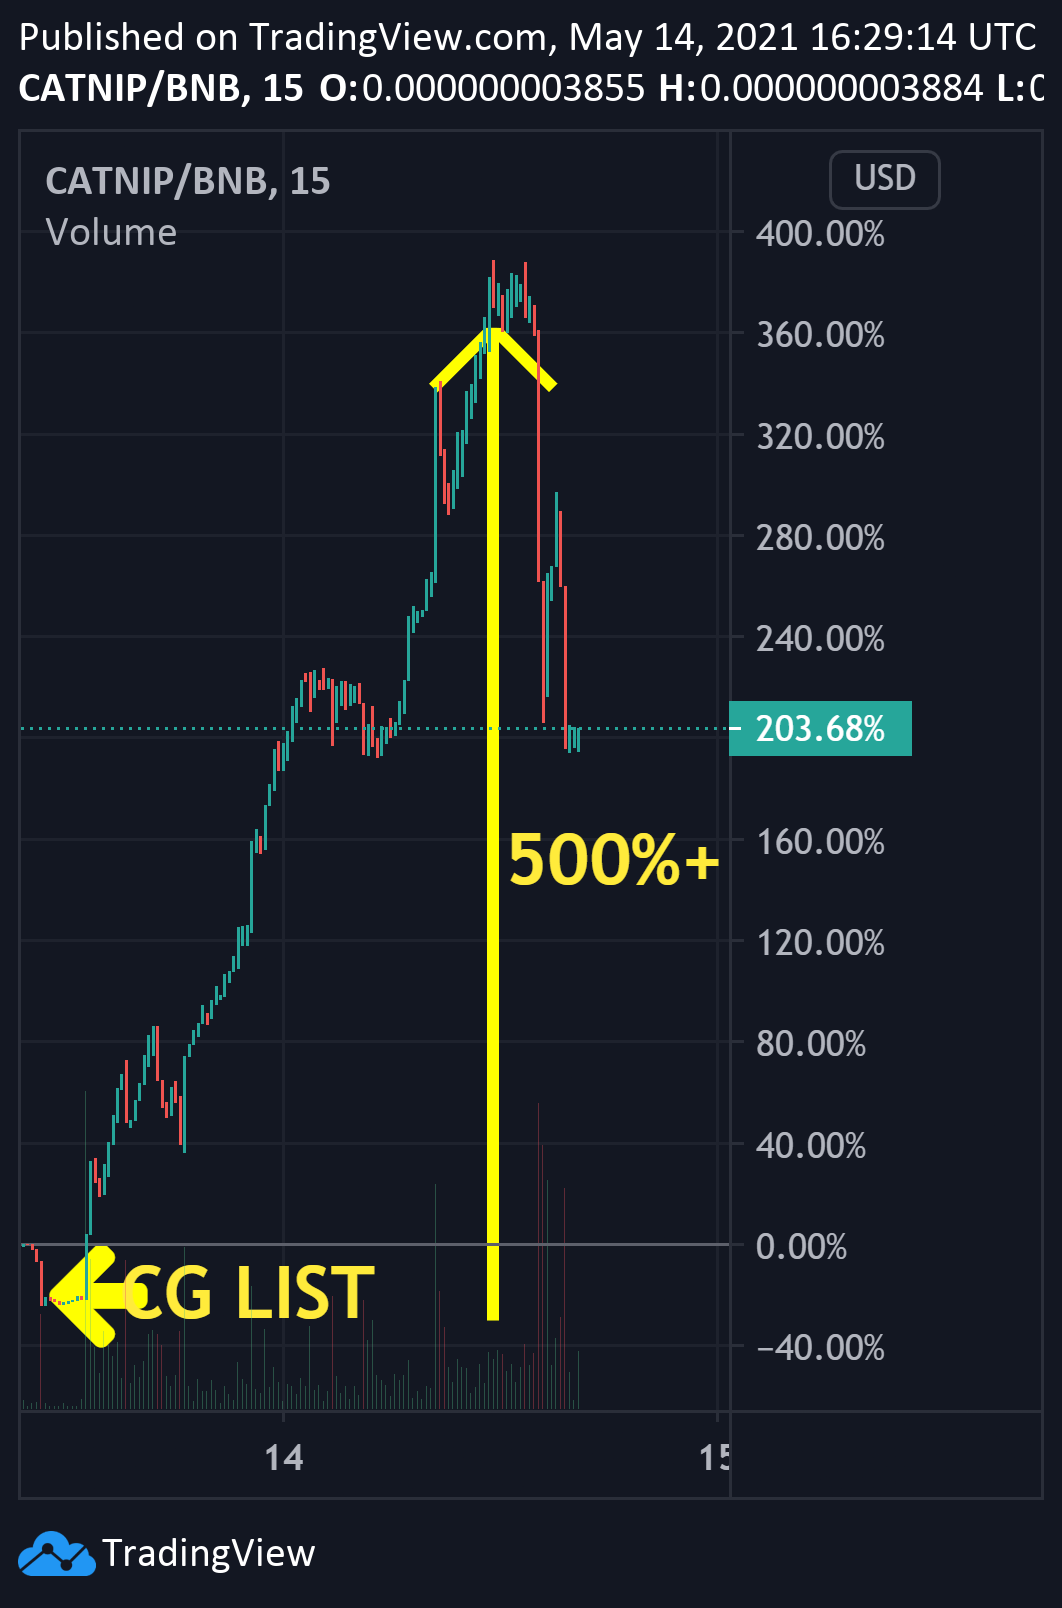 Published on TradingView.com, May 14, 2021 16:29:14 UTC
CATNIP/BNB, 15 O:0.000000003855 H:0.000000003884 L:0
CATNIP/BNB, 15
Volume
USD
400.00%
360.00%
320.00%
280.00%
240.00%
203.68%
500%+
160.00%
120.00%
80.00%
40.00%
0.00%
CG LIST
−40.00%
14
15
TradingView